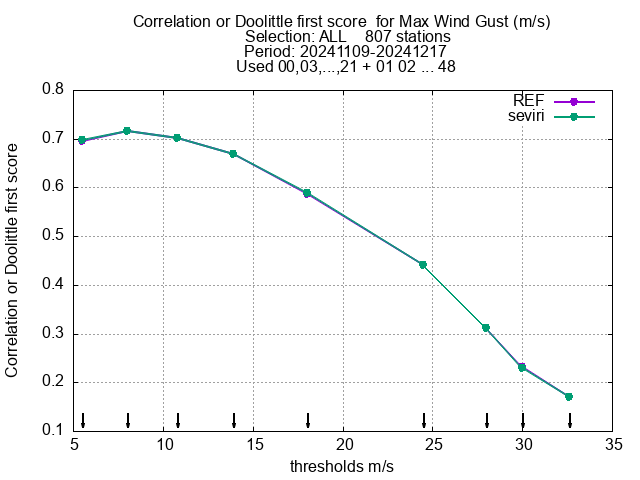 Correlation or Doolittle first score  for Max Wind Gust (m/s)
Selection: ALL    807 stations
Period: 20241109-20241217
Used 00,03,...,21 + 01 02 ... 48
REF
seviri
Correlation or Doolittle first score
0.8
0.7
0.6
0.5
0.4
0.3
0.2
0.1
5 10 15 20 25 30 35
thresholds m/s